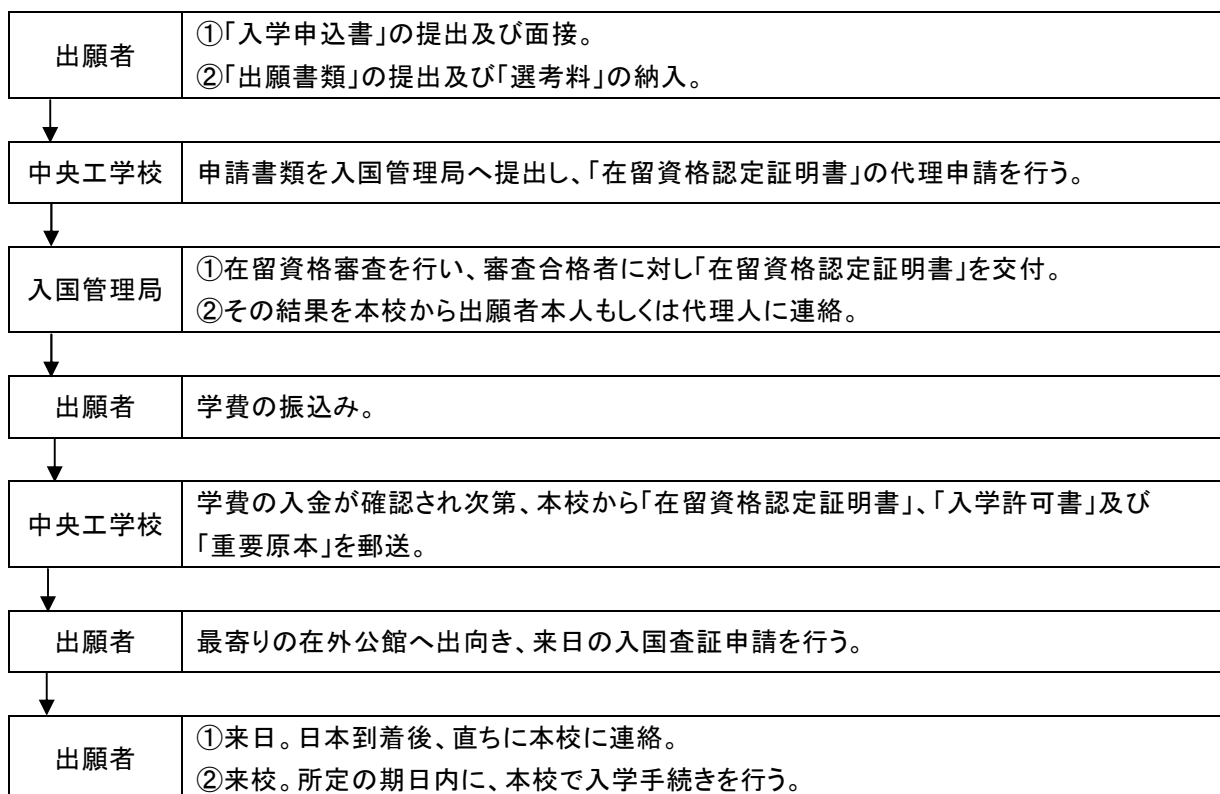 出願者
①「入学申込書」の提出及び面接。
②「出願書類」の提出及び「選考料」の納入。
中央工学校
申請書類を入国管理局へ提出し、「在留資格認定証明書」の代理申請を行う。
入国管理局
①在留資格審査を行い、審査合格者に対し「在留資格認定証明書」を交付。
②その結果を本校から出願者本人もしくは代理人に連絡。
出願者
学費の振込み。
中央工学校
学費の入金が確認され次第、本校から「在留資格認定証明書」、「入学許可書」及び
「重要原本」を郵送。
出願者
最寄りの在外公館へ出向き、来日の入国査証申請を行う。
出願者
①来日。日本到着後、直ちに本校に連絡。
②来校。所定の期日内に、本校で入学手続きを行う。